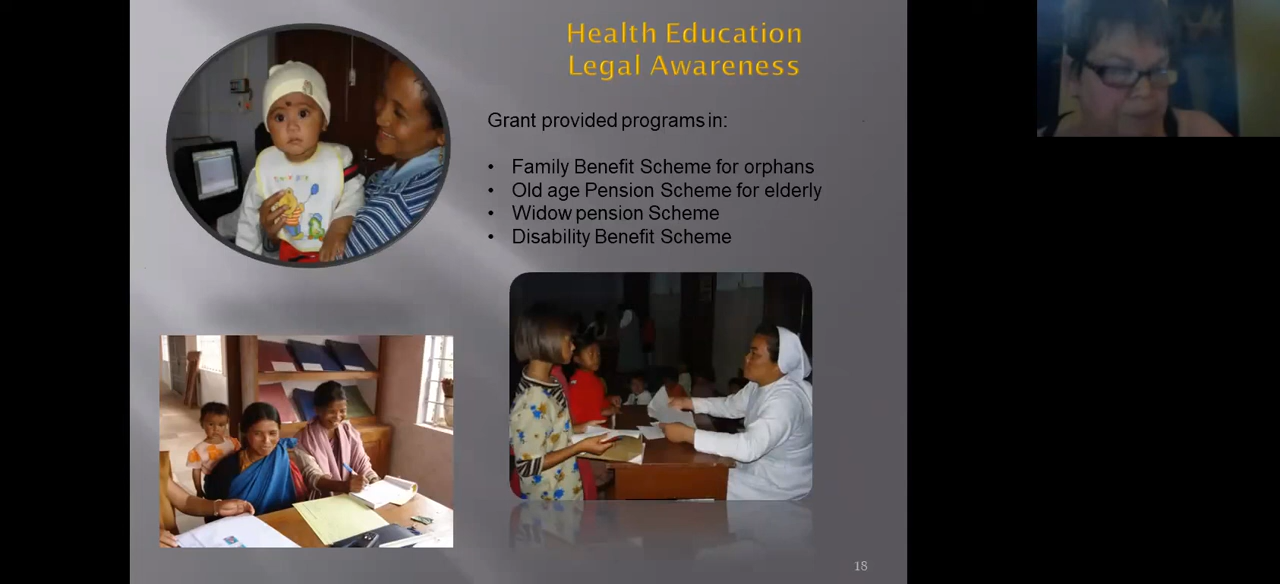 Health Education
Legal Awareness
Grant provided programs in:
• Family Benefit Scheme for orphans
• Old age Pension Scheme for elderly
• Widow pension Scheme
• Disability Benefit Scheme
18